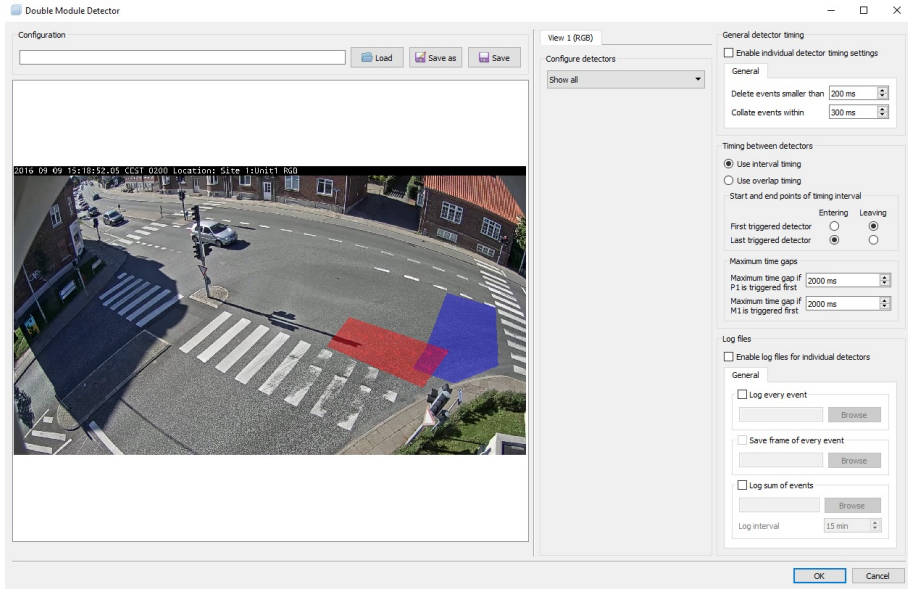 Double Module Detector
Configuration
Load
Save as
Save
2016 09 09 15:18:52.05 CEST 0200 Location: Site 1:Unit1 RGB
View 1 (RGB)
Configure detectors
Show all
General detector timing
Enable individual detector timing settings
General
Delete events smaller than 200 ms
Collate events within 300 ms
Timing between detectors
Use interval timing
Use overlap timing
Start and end points of timing interval
Entering Leaving
First triggered detector
Last triggered detector
Maximum time gaps
Maximum time gap if
P1 is triggered first 2000 ms
Maximum time gap if
M1 is triggered first 2000 ms
Log files
Enable log files for individual detectors
General
Log every event
Browse
Save frame of every event
Browse
Log sum of events
Browse
Log interval 15 min
OK Cancel